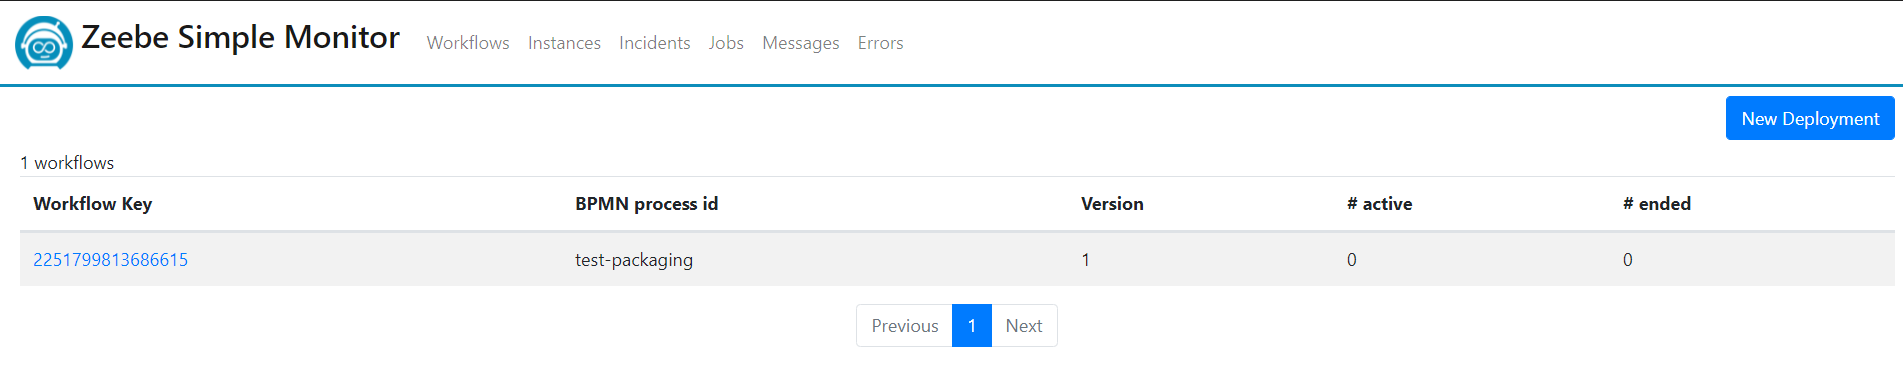 Zeebe Simple Monitor Workflows Instances Incidents Jobs Messages Errors
New Deployment
1 workflows
Workflow Key BPMN process id Version # active # ended
2251799813686615 test-packaging 1 0 0
Previous 1 Next